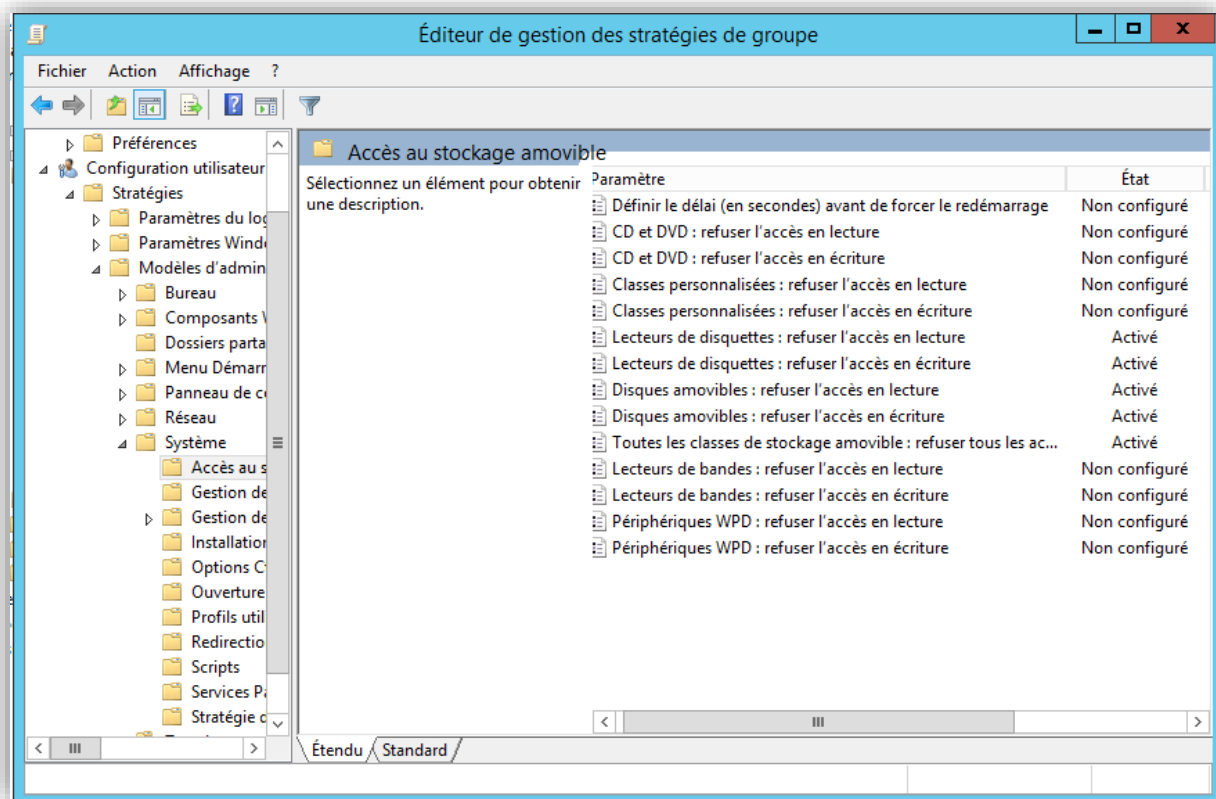 Éditeur de gestion des stratégies de groupe
Fichier Action Affichage ?
Préférences
Configuration utilisateur
Stratégies
Paramètres du log
Paramètres Windo
Modèles d'admin
Bureau
Composants W
Dossiers parta
Menu Démarr
Panneau de co
Réseau
Système
Accès au s
Gestion de
Gestion de
Installation
Options Ct
Ouverture
Profils util
Redirectio
Scripts
Services Pa
Stratégie d
Accès au stockage amovible
Sélectionnez un élément pour obtenir
une description.
Paramètre État
Définir le délai (en secondes) avant de forcer le redémarrage Non configuré
CD et DVD : refuser l'accès en lecture Non configuré
CD et DVD : refuser l'accès en écriture Non configuré
Classes personnalisées : refuser l'accès en lecture Non configuré
Classes personnalisées : refuser l'accès en écriture Non configuré
Lecteurs de disquettes : refuser l'accès en lecture Activé
Lecteurs de disquettes : refuser l'accès en écriture Activé
Disques amovibles : refuser l'accès en lecture Activé
Disques amovibles : refuser l'accès en écriture Activé
Toutes les classes de stockage amovible : refuser tous les ac... Activé
Lecteurs de bandes : refuser l'accès en lecture Non configuré
Lecteurs de bandes : refuser l'accès en écriture Non configuré
Périphériques WPD : refuser l'accès en lecture Non configuré
Périphériques WPD : refuser l'accès en écriture Non configuré
Étendu Standard